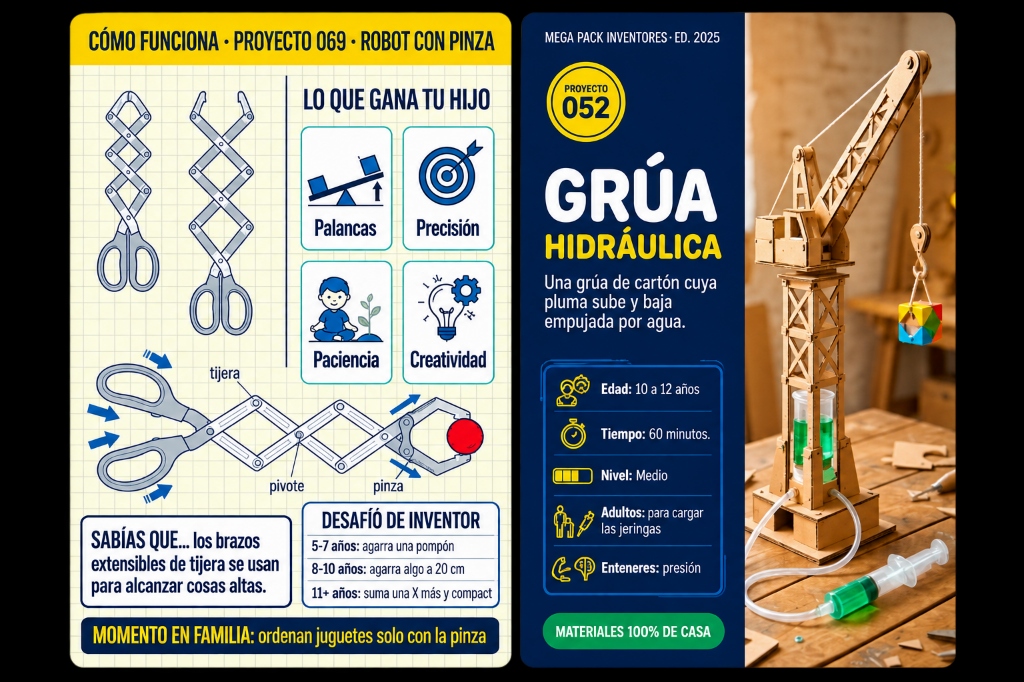 CÓMO FUNCIONA · PROYECTO 069 · ROBOT CON PINZA
LO QUE GANA TU HIJO
Palancas
Precisión
Paciencia
Creatividad
tijera
pivote
pinza
SABÍAS QUE... los brazos
extensibles de tijera se usan
para alcanzar cosas altas.
DESAFÍÓ DE INVENTOR
5-7 años: agarra una pompón
8-10 años: agarra algo a 20 cm
11+ años: suma una X más y compact
MOMENTO EN FAMILIA: ordenan juguetes solo con la pinza
MEGA PACK INVENTORES · ED. 2025
PROYECTO
052
GRÚA
HIDRÁULICA
Una grúa de cartón cuya
pluma sube y baja
empujada por agua.
Edad: 10 a 12 años
Tiempo: 60 minutos.
Nivel: Medio
Adultos: para cargar
las jeringas
Enteneres: presión
MATERIALES 100% DE CASA